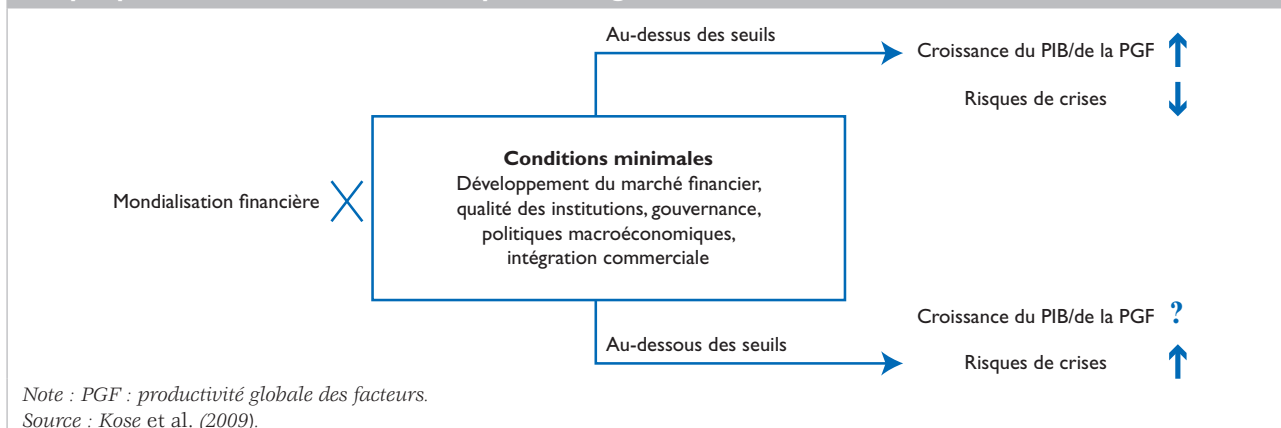 Au-dessus des seuils
Croissance du PIB/de la PGF
Risques de crises
Conditions minimales
Développement du marché financier,
qualité des institutions, gouvernance,
politiques macroéconomiques,
intégration commerciale
Mondialisation financière
Croissance du PIB/de la PGF ?
Au-dessous des seuils
Risques de crises
Note : PGF : productivité globale des facteurs.
Source : Kose et al. (2009).